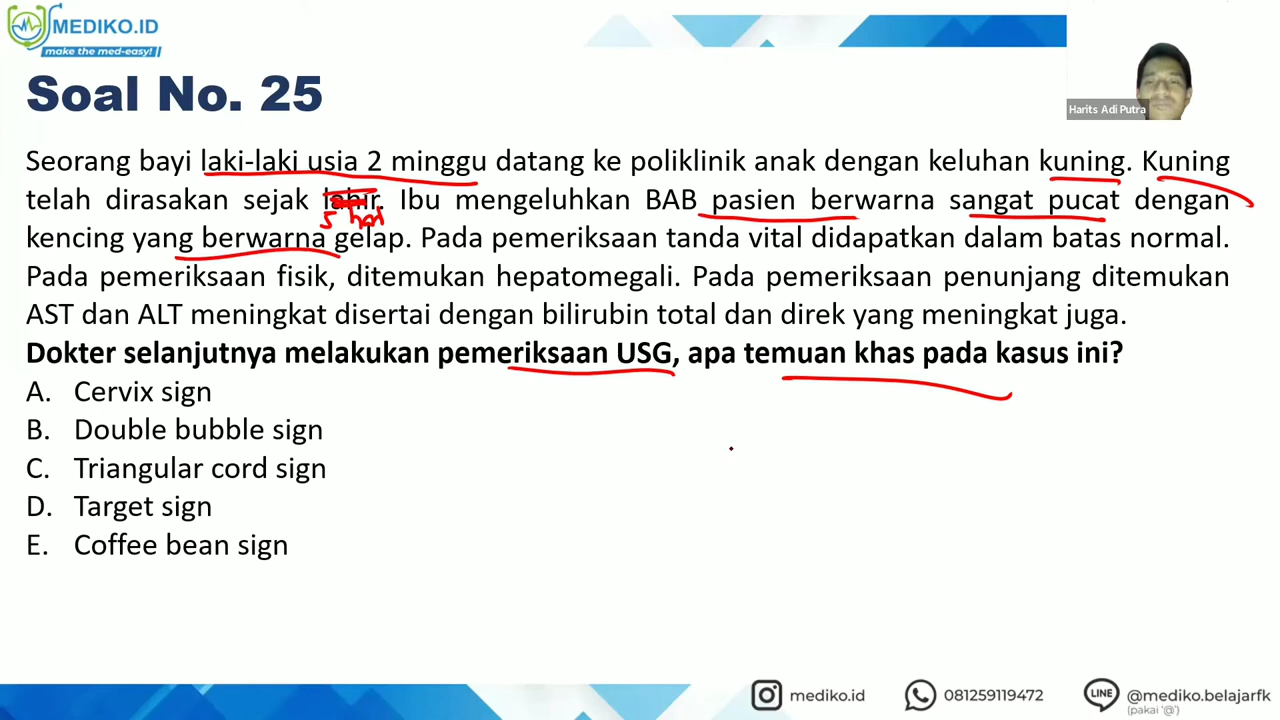 MEDIKO.ID
make the med-easy!
Harits Adi Putra
Soal No. 25
Seorang bayi laki-laki usia 2 minggu datang ke poliklinik anak dengan keluhan kuning. Kuning
telah dirasakan sejak lahir. Ibu mengeluhkan BAB pasien berwarna sangat pucat dengan
5 hari
kencing yang berwarna gelap. Pada pemeriksaan tanda vital didapatkan dalam batas normal.
Pada pemeriksaan fisik, ditemukan hepatomegali. Pada pemeriksaan penunjang ditemukan
AST dan ALT meningkat disertai dengan bilirubin total dan direk yang meningkat juga.
Dokter selanjutnya melakukan pemeriksaan USG, apa temuan khas pada kasus ini?
A. Cervix sign
B. Double bubble sign
C. Triangular cord sign
D. Target sign
E. Coffee bean sign
mediko.id
081259119472
LINE
@mediko.belajarfk
(pakai '@')